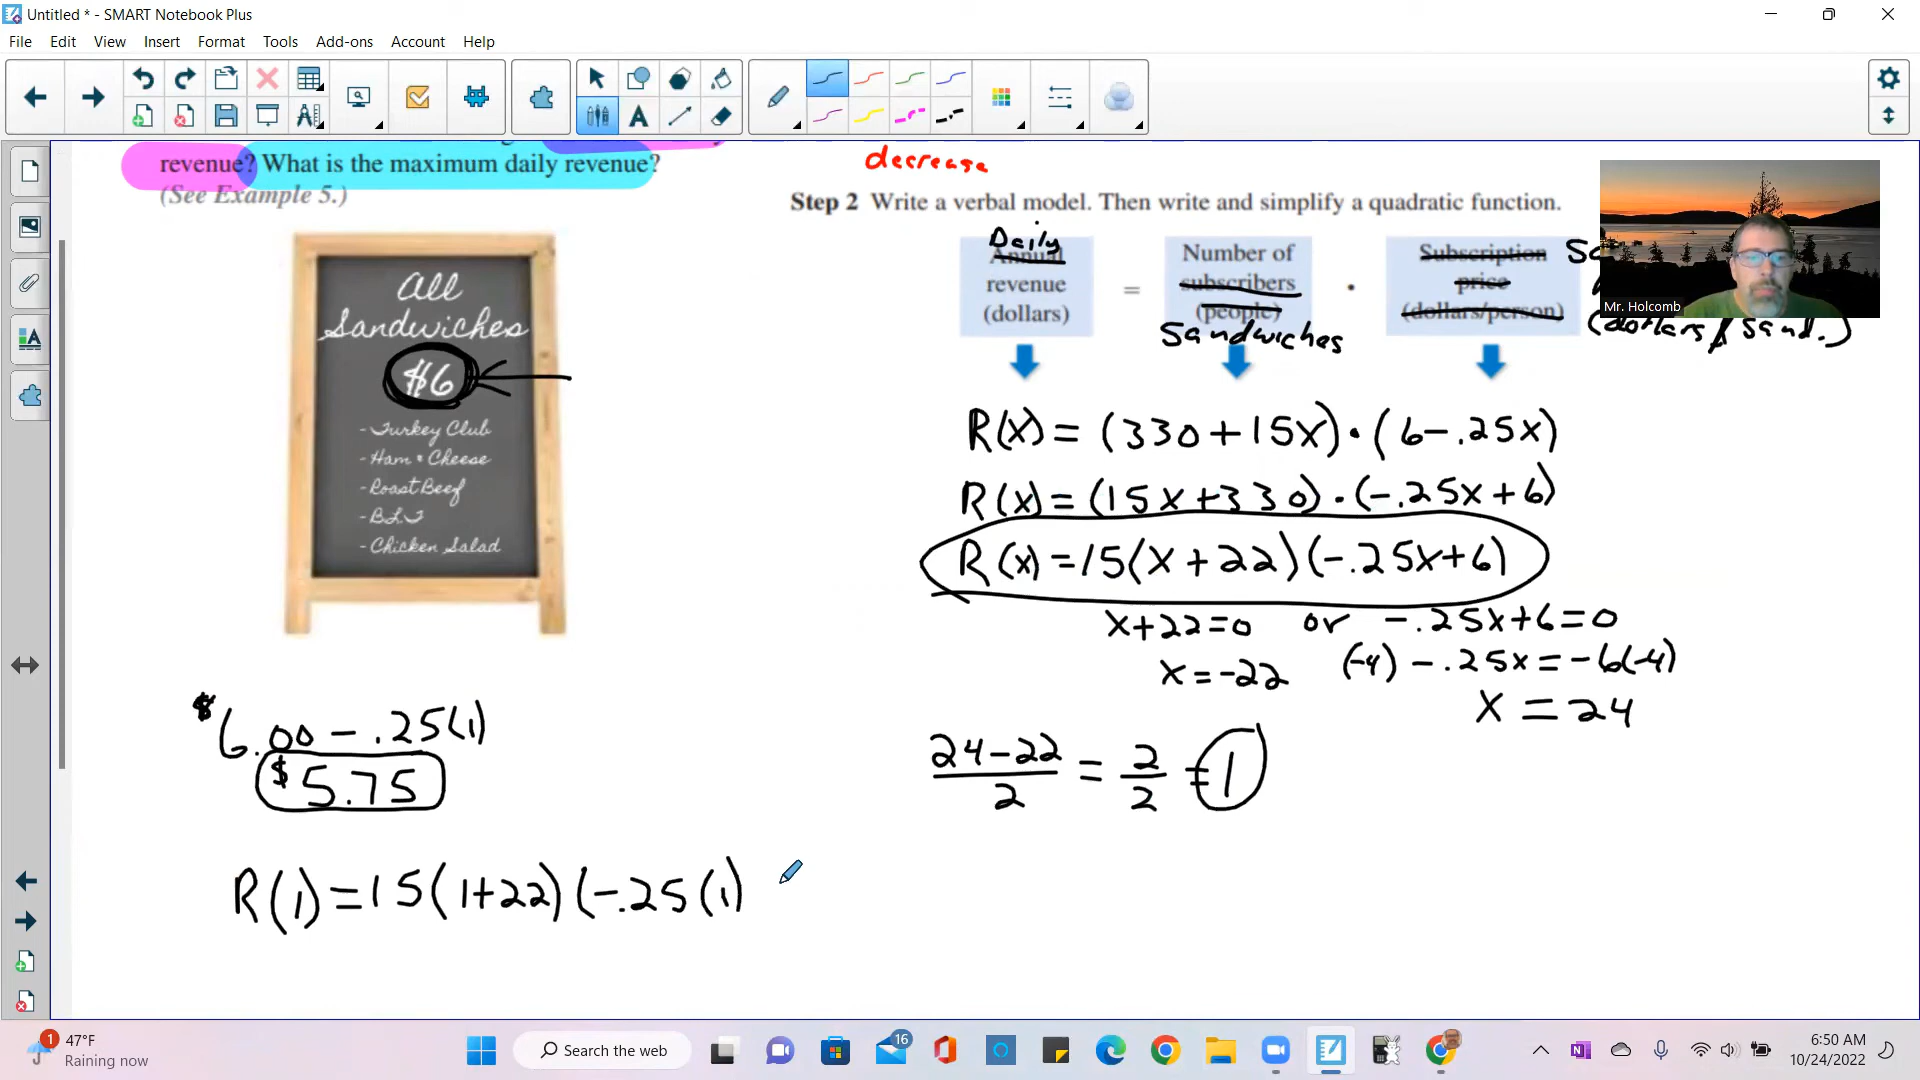 Untitled * - SMART Notebook Plus
File Edit View Insert Format Tools Add-ons Account Help
revenue? What is the maximum daily revenue?
(See Example 5.)
decrease
Step 2 Write a verbal model. Then write and simplify a quadratic function.
Daily
Annual
revenue
(dollars)
=
Number of
subscribers
(people)
Sandwiches
•
Subscription
price
(dollars/person)
(dollars/sand.)
Mr. Holcomb
All
Sandwiches
$6
- Turkey Club
- Ham & Cheese
- Roast Beef
- B.L.T
- Chicken Salad
R(x) = (330+15x)•(6-.25x)
R(x) = (15x+330)•(-.25x+6)
R(x)=15(x+22)(-.25x+6)
x+22=0 or -.25x+6=0
x=-22 (-4) -.25x=-6(-4)
x=24
24-22/2 = 2/2 = 1
$6.00 - .25(1)
$5.75
R(1)=15(1+22)(-.25(1)
1
47°F
Raining now
Search the web
16
6:50 AM
10/24/2022